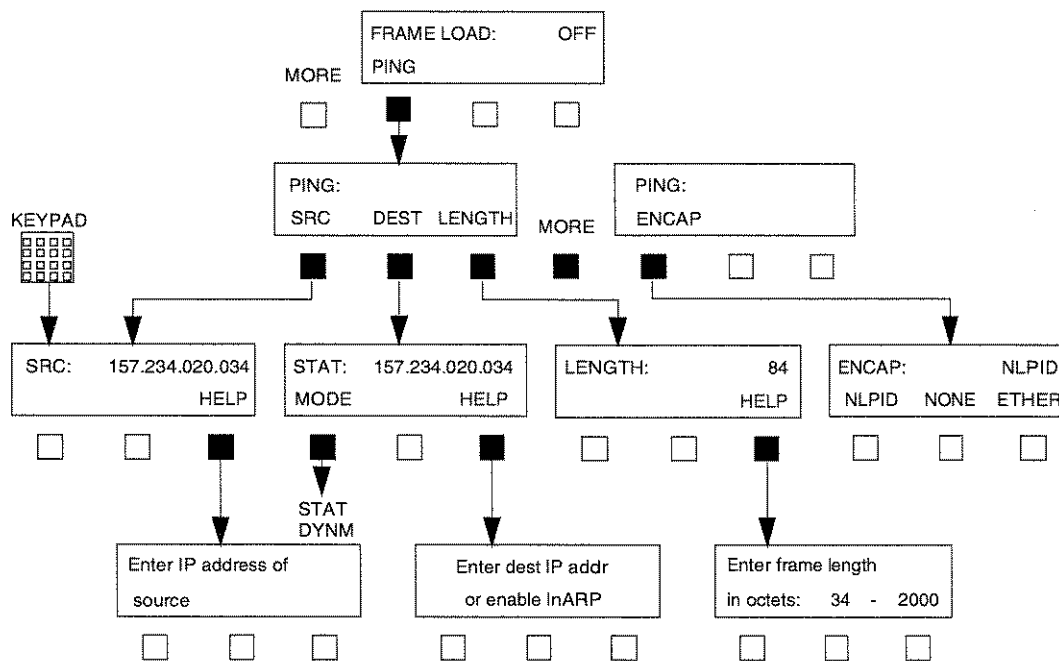 FRAME LOAD: OFF
PING
MORE
PING:
SRC DEST LENGTH
MORE
PING:
ENCAP
KEYPAD
SRC: 157.234.020.034
HELP
STAT: 157.234.020.034
MODE HELP
LENGTH: 84
HELP
ENCAP: NLPID
NLPID NONE ETHER
STAT
DYNM
Enter IP address of
source
Enter dest IP addr
or enable InARP
Enter frame length
in octets: 34 - 2000